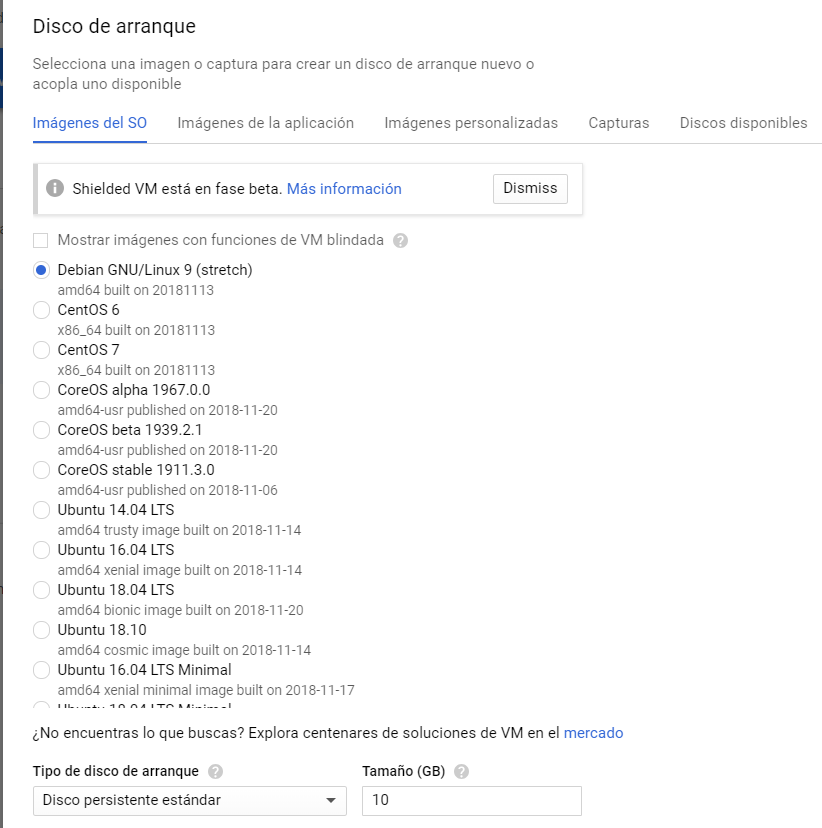 Disco de arranque
Selecciona una imagen o captura para crear un disco de arranque nuevo o
acopla uno disponible
Imágenes del SO Imágenes de la aplicación Imágenes personalizadas Capturas Discos disponibles
Shielded VM está en fase beta. Más información Dismiss
Mostrar imágenes con funciones de VM blindada
Debian GNU/Linux 9 (stretch)
amd64 built on 20181113
CentOS 6
x86_64 built on 20181113
CentOS 7
x86_64 built on 20181113
CoreOS alpha 1967.0.0
amd64-usr published on 2018-11-20
CoreOS beta 1939.2.1
amd64-usr published on 2018-11-20
CoreOS stable 1911.3.0
amd64-usr published on 2018-11-06
Ubuntu 14.04 LTS
amd64 trusty image built on 2018-11-14
Ubuntu 16.04 LTS
amd64 xenial image built on 2018-11-14
Ubuntu 18.04 LTS
amd64 bionic image built on 2018-11-20
Ubuntu 18.10
amd64 cosmic image built on 2018-11-14
Ubuntu 16.04 LTS Minimal
amd64 xenial minimal image built on 2018-11-17
Ubuntu 18.04 LTS Minimal
¿No encuentras lo que buscas? Explora centenares de soluciones de VM en el mercado
Tipo de disco de arranque Tamaño (GB)
Disco persistente estándar 10